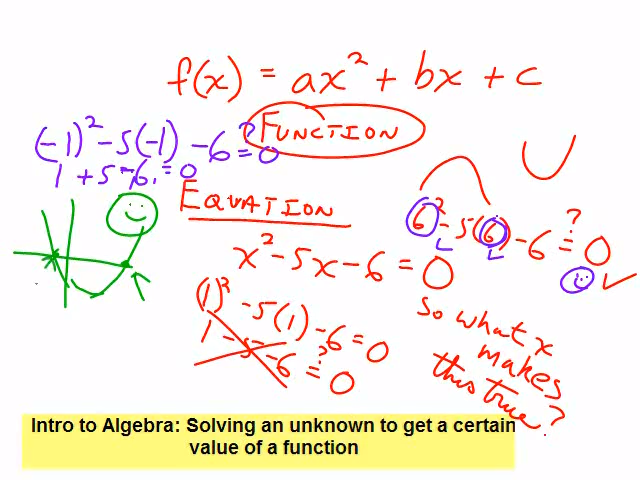 f(x) = ax² + bx + c
FUNCTION
(-1)² - 5(-1) - 6 ?= 0
1 + 5 - 6 = 0
EQUATION
6² - 5(6) - 6 ?= 0
x² - 5x - 6 = 0
(1)² - 5(1) - 6 = 0
1 - 5 - 6 ?= 0
So what x
makes
this true?
Intro to Algebra: Solving an unknown to get a certain
value of a function